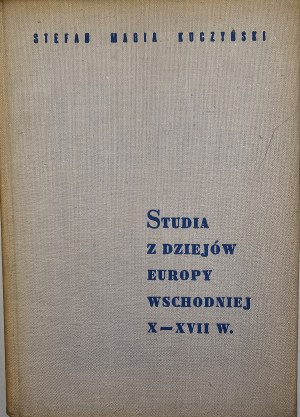 STEFAN MARIA KUCZYŃSKI
STUDIA
Z DZIEJÓW
EUROPY
WSCHODNIEJ
X—XVII W.